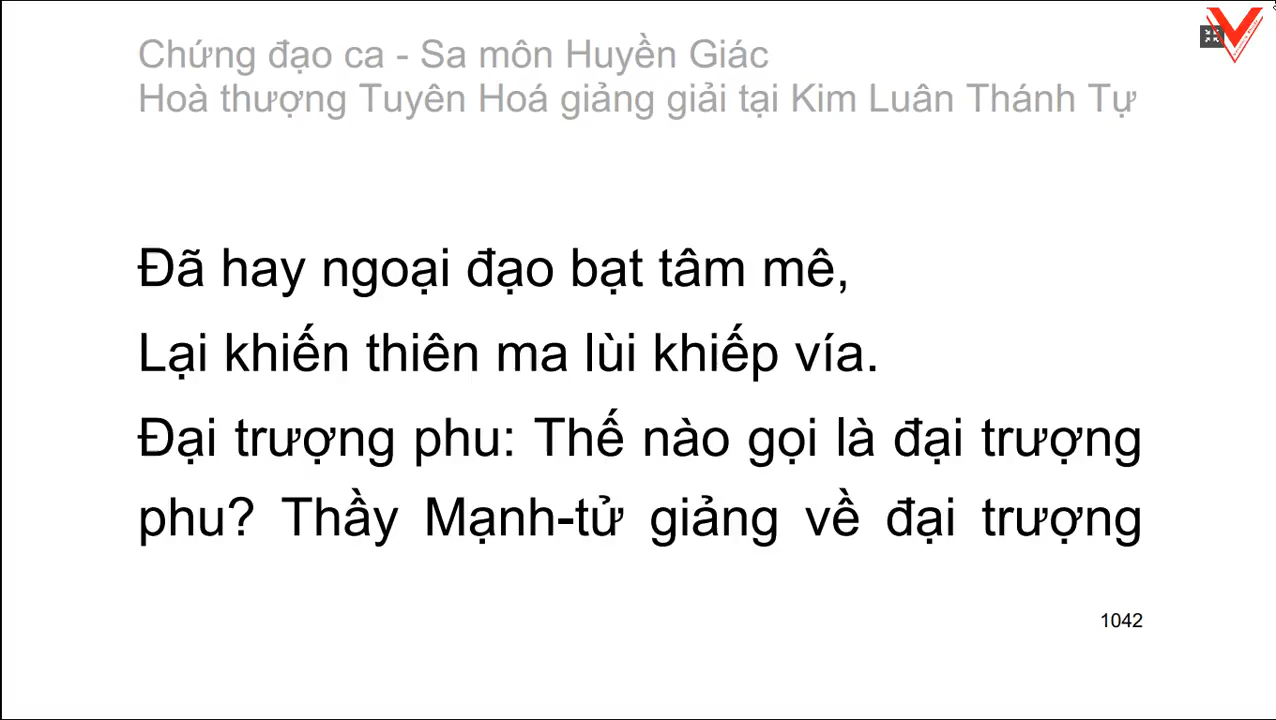 Chứng đạo ca - Sa môn Huyền Giác
Hoà thượng Tuyên Hoá giảng giải tại Kim Luân Thánh Tự
Đã hay ngoại đạo bạt tâm mê,
Lại khiến thiên ma lùi khiếp vía.
Đại trượng phu: Thế nào gọi là đại trượng
phu? Thầy Mạnh-tử giảng về đại trượng
1042